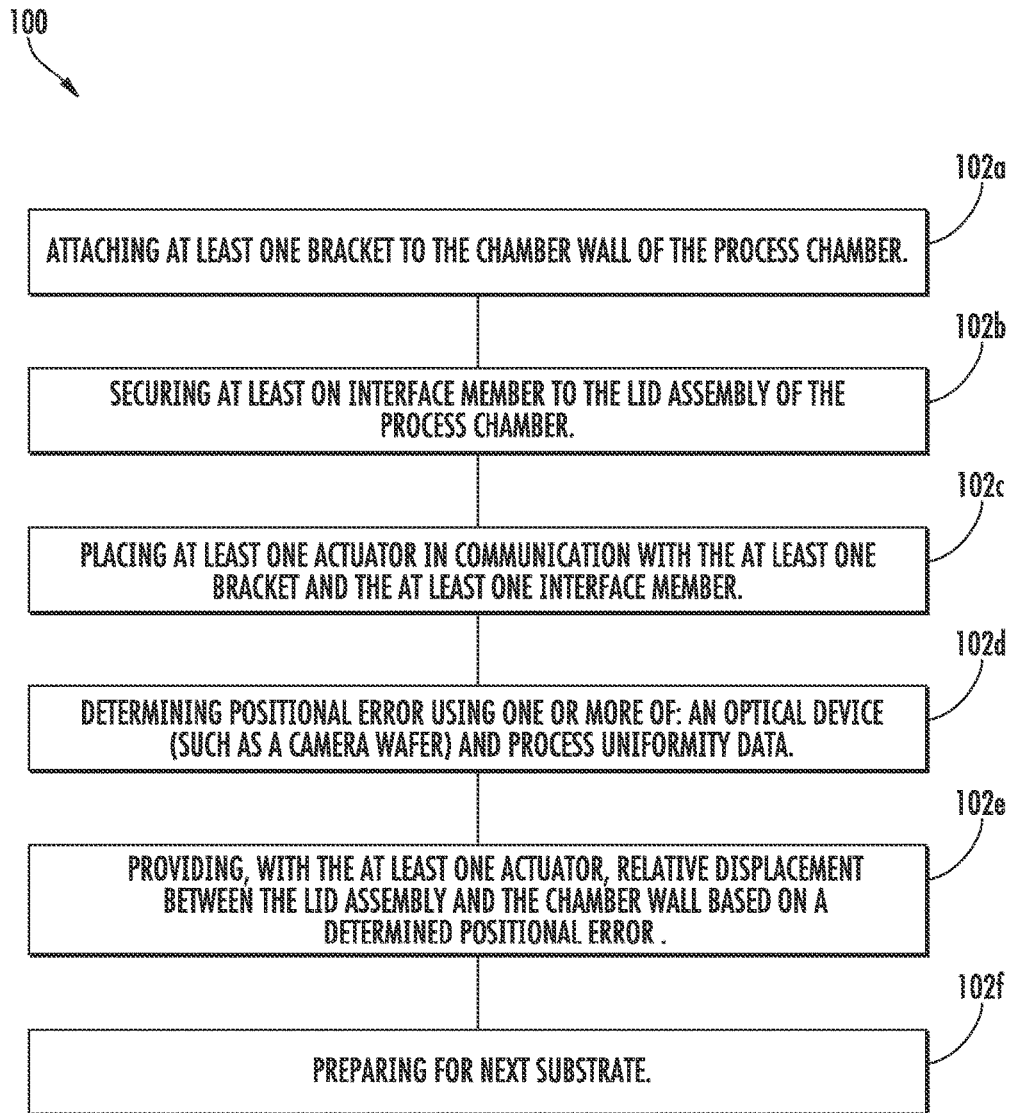 100
102a
ATTACHING AT LEAST ONE BRACKET TO THE CHAMBER WALL OF THE PROCESS CHAMBER.
102b
SECURING AT LEAST ON INTERFACE MEMBER TO THE LID ASSEMBLY OF THE
PROCESS CHAMBER.
102c
PLACING AT LEAST ONE ACTUATOR IN COMMUNICATION WITH THE AT LEAST ONE
BRACKET AND THE AT LEAST ONE INTERFACE MEMBER.
102d
DETERMINING POSITIONAL ERROR USING ONE OR MORE OF: AN OPTICAL DEVICE
(SUCH AS A CAMERA WAFER) AND PROCESS UNIFORMITY DATA.
102e
PROVIDING, WITH THE AT LEAST ONE ACTUATOR, RELATIVE DISPLACEMENT
BETWEEN THE LID ASSEMBLY AND THE CHAMBER WALL BASED ON A
DETERMINED POSITIONAL ERROR .
102f
PREPARING FOR NEXT SUBSTRATE.